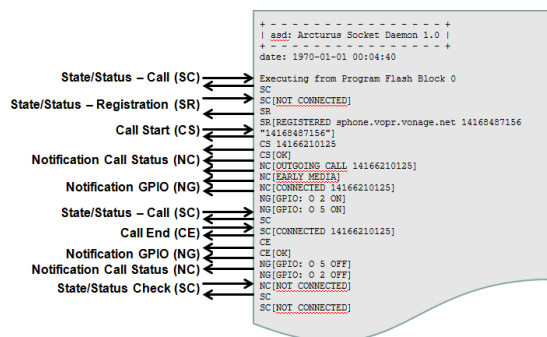 + - - - - - - - - - - - - - - - - +
| asd: Arcturus Socket Daemon 1.0 |
+ - - - - - - - - - - - - - - - - +
date: 1970-01-01 00:04:40
Executing from Program Flash Block 0
SC
SC[NOT CONNECTED]
SR
SR[REGISTERED sphone.vopr.vonage.net 14168487156
"14168487156"]
CS 14166210125
CS[OK]
NC[OUTGOING CALL 14166210125]
NC[EARLY MEDIA]
NC[CONNECTED 14166210125]
NG[GPIO: O 2 ON]
NG[GPIO: O 5 ON]
SC
SC[CONNECTED 14166210125]
CE
CE[OK]
NG[GPIO: O 5 OFF]
NG[GPIO: O 2 OFF]
NC[NOT CONNECTED]
SC
SC[NOT CONNECTED]
State/Status – Call (SC)
State/Status – Registration (SR)
Call Start (CS)
Notification Call Status (NC)
Notification GPIO (NG)
State/Status – Call (SC)
Call End (CE)
Notification GPIO (NG)
Notification Call Status (NC)
State/Status Check (SC)